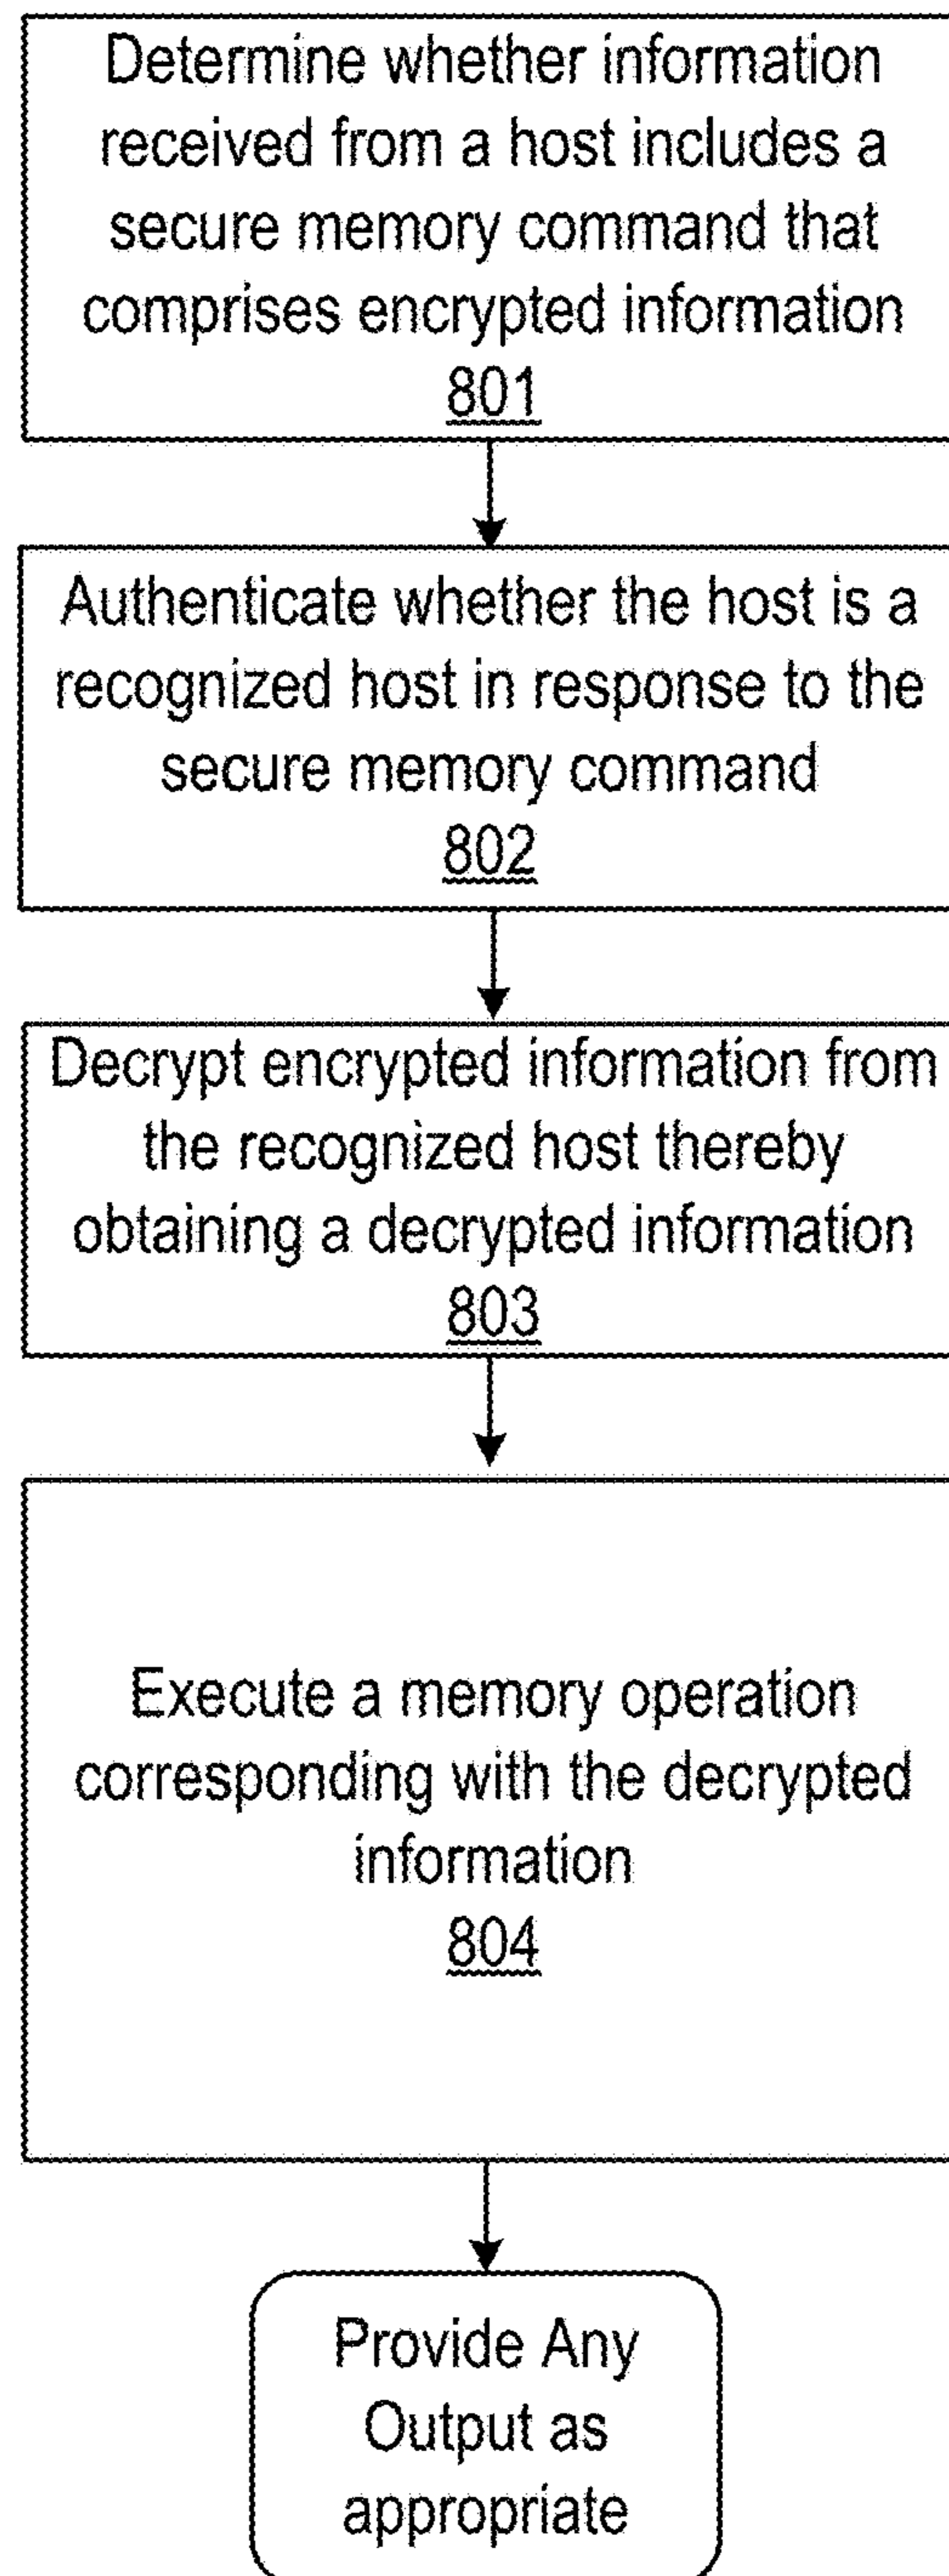 Determine whether information
received from a host includes a
secure memory command that
comprises encrypted information
801
Authenticate whether the host is a
recognized host in response to the
secure memory command
802
Decrypt encrypted information from
the recognized host thereby
obtaining a decrypted information
803
Execute a memory operation
corresponding with the decrypted
information
804
Provide Any
Output as
appropriate